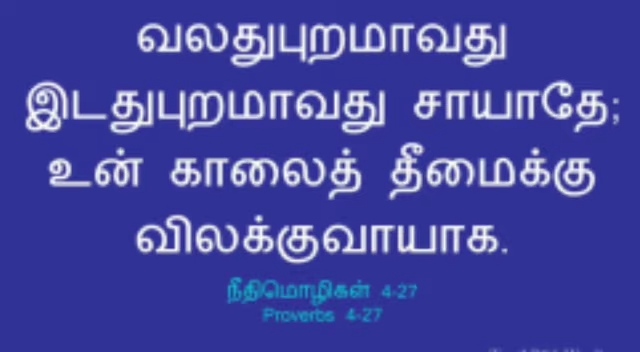 வலதுபுறமாவது
இடதுபுறமாவது சாயாதே;
உன் காலைத் தீமைக்கு
விலக்குவாயாக.
நீதிமொழிகள் 4-27
Proverbs 4-27